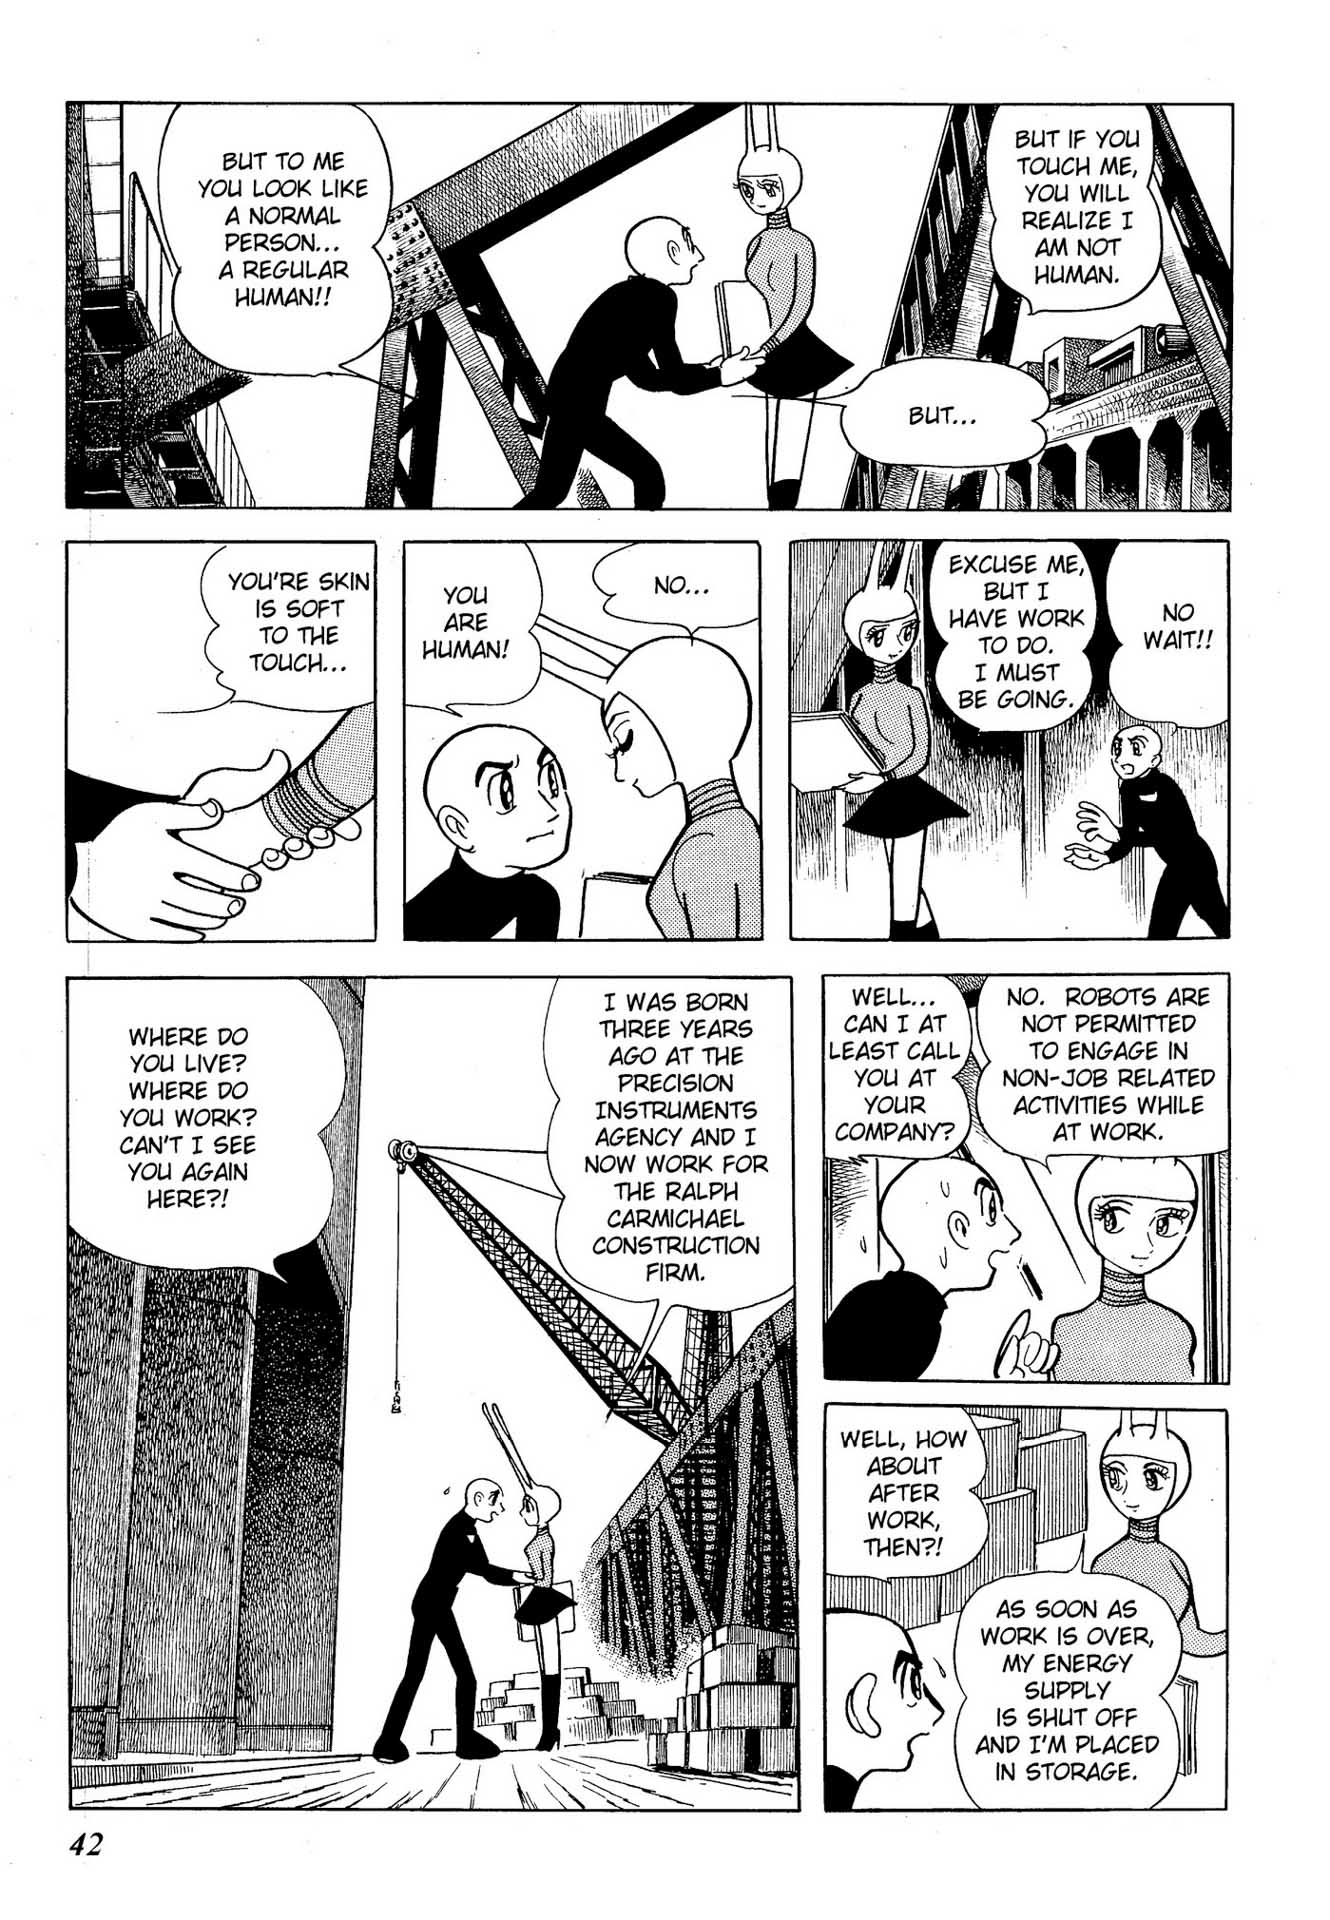 BUT TO ME
YOU LOOK LIKE
A NORMAL
PERSON...
A REGULAR
HUMAN!!
BUT IF YOU
TOUCH ME,
YOU WILL
REALIZE I
AM NOT
HUMAN.
BUT...
YOU'RE SKIN
IS SOFT
TO THE
TOUCH...
YOU
ARE
HUMAN!
NO...
EXCUSE ME,
BUT I
HAVE WORK
TO DO.
I MUST
BE GOING.
NO
WAIT!!
WHERE DO
YOU LIVE?
WHERE DO
YOU WORK?
CAN'T I SEE
YOU AGAIN
HERE?!
I WAS BORN
THREE YEARS
AGO AT THE
PRECISION
INSTRUMENTS
AGENCY AND I
NOW WORK FOR
THE RALPH
CARMICHAEL
CONSTRUCTION
FIRM.
WELL...
CAN I AT
LEAST CALL
YOU AT
YOUR
COMPANY?
NO. ROBOTS ARE
NOT PERMITTED
TO ENGAGE IN
NON-JOB RELATED
ACTIVITIES WHILE
AT WORK.
WELL, HOW
ABOUT
AFTER
WORK,
THEN?!
AS SOON AS
WORK IS OVER,
MY ENERGY
SUPPLY
IS SHUT OFF
AND I'M PLACED
IN STORAGE.
42